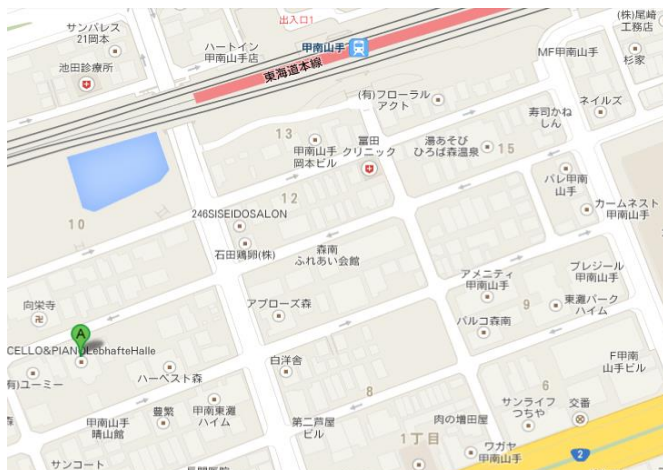 サンパレス
21岡本
出入口1
(株)尾崎
工務店
ハートイン
甲南山手店
甲南山手
MF甲南山手
杉家
池田診療所
東海道本線
(有)フローラル
アクト
ネイルズ
寿司かね
しん
13
甲南山手
岡本ビル
冨田
クリニック
湯あそび
ひろば森温泉
15
パレ甲南
山手
12
カームネスト
甲南山手
10
246SISEIDOSALON
石田鶏卵(株)
森南
ふれあい会館
アメニティ
甲南山手
プレジール
甲南山手
向栄寺
卍
アブローズ森
9
東灘パーク
ハイム
パルコ森南
A
CELLO&PIANOLebhafteHalle
有)ユーミー
ハーベスト森
白洋舎
F甲南
山手ビル
8
6
森
甲南山手
晴山館
豊繁
甲南東灘
ハイム
第二芦屋
ビル
肉の増田屋
サンライフ
つちや
交番
1丁目
ワガヤ
甲南山手
2
サンコート